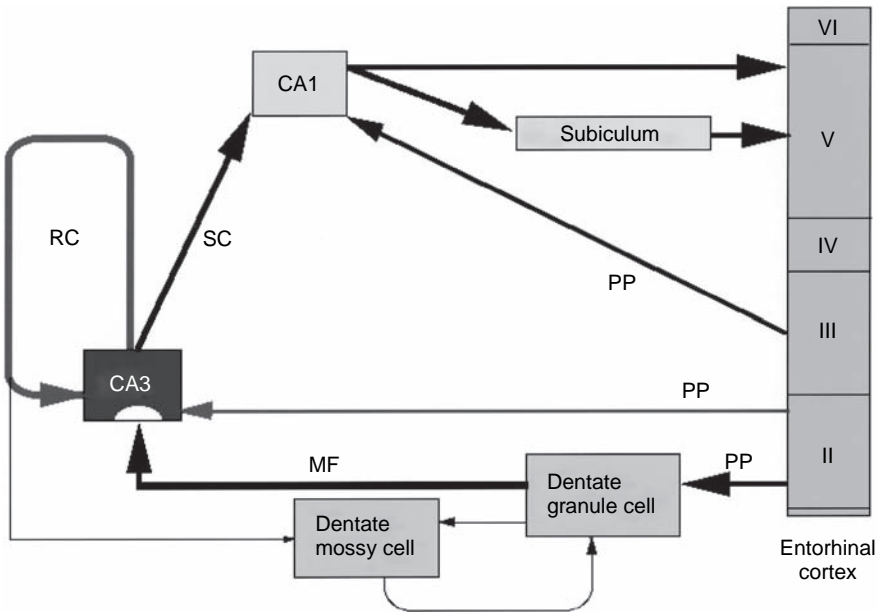 VI
CA1
Subiculum
V
RC
SC
IV
PP
III
CA3
PP
MF
PP
II
Dentate
granule cell
Dentate
mossy cell
Entorhinal
cortex